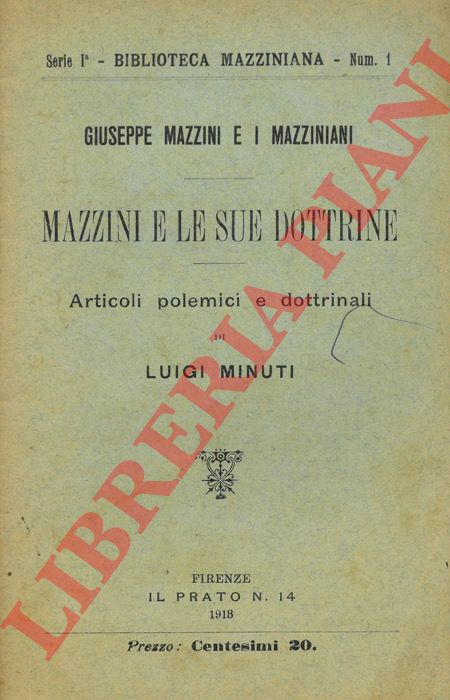 Serie Iª - BIBLIOTECA MAZZINIANA - Num. 1
GIUSEPPE MAZZINI E I MAZZINIANI
MAZZINI E LE SUE DOTTRINE
Articoli polemici e dottrinali
DI
LUIGI MINUTI
FIRENZE
IL PRATO N. 14
1913
Prezzo: Centesimi 20.
LIBRERIA PIANI